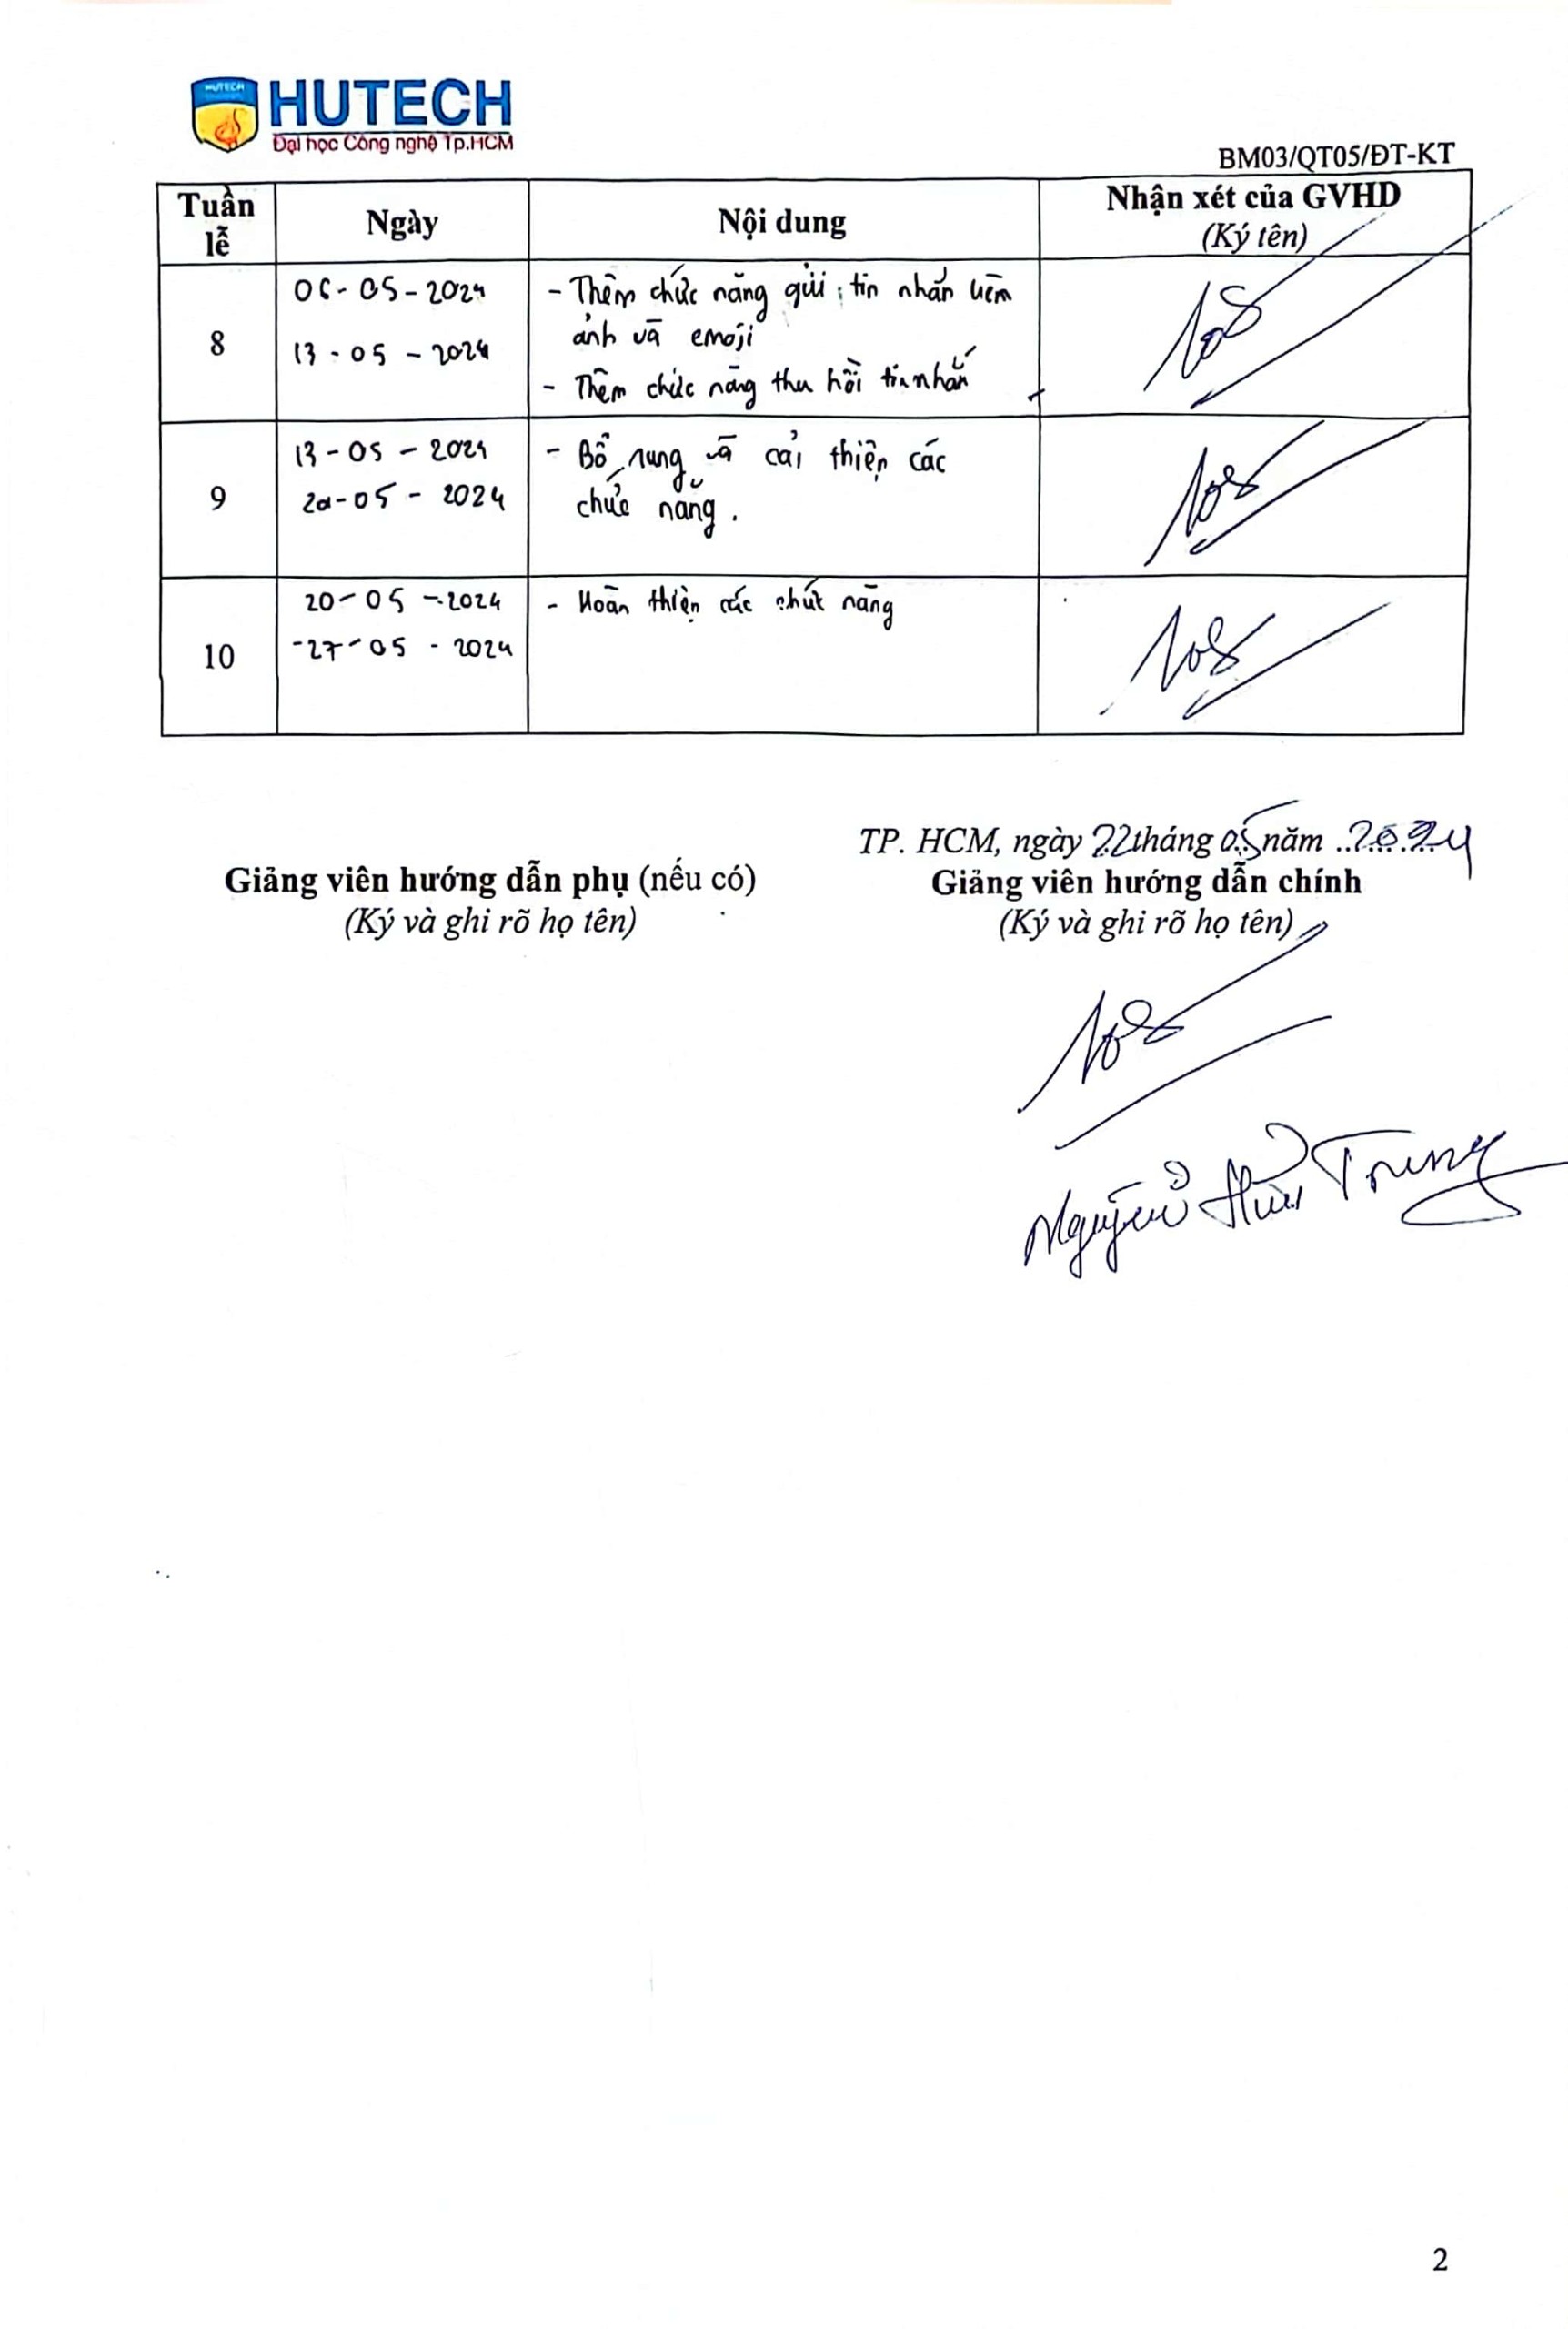 HUTECH
HUTECH
Đại học Công nghệ Tp.HCM
BM03/QT05/ĐT-KT
Tuần lễ
Ngày
Nội dung
Nhận xét của GVHD
(Ký tên)
8
06-05-2024
13-05-2024
- Thêm chức năng gửi tin nhắn kèm
ảnh và emoji
- Thêm chức năng thu hồi tin nhắn
9
13-05-2024
20-05-2024
- Bổ sung và cải thiện các
chức năng.
10
20-05-2024
-27-05-2024
- Hoàn thiện các chức năng
TP. HCM, ngày 22 tháng 05 năm 2024
Giảng viên hướng dẫn phụ (nếu có)
(Ký và ghi rõ họ tên)
Giảng viên hướng dẫn chính
(Ký và ghi rõ họ tên)
Nguyễn Hữu Trung
2